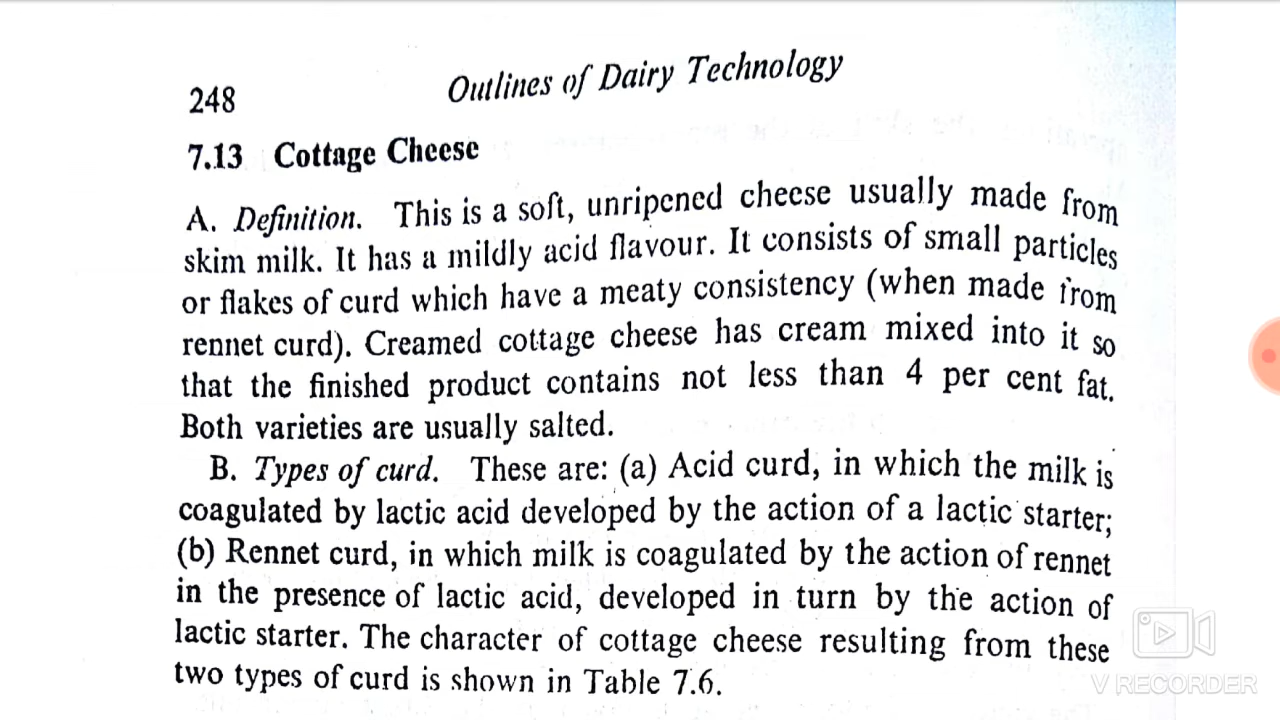 248
Outlines of Dairy Technology
7.13 Cottage Cheese
A. Definition. This is a soft, unripened cheese usually made from
skim milk. It has a mildly acid flavour. It consists of small particles
or flakes of curd which have a meaty consistency (when made from
rennet curd). Creamed cottage cheese has cream mixed into it so
that the finished product contains not less than 4 per cent fat.
Both varieties are usually salted.
B. Types of curd. These are: (a) Acid curd, in which the milk is
coagulated by lactic acid developed by the action of a lactic starter;
(b) Rennet curd, in which milk is coagulated by the action of rennet
in the presence of lactic acid, developed in turn by the action of
lactic starter. The character of cottage cheese resulting from these
two types of curd is shown in Table 7.6.
V RECORDER